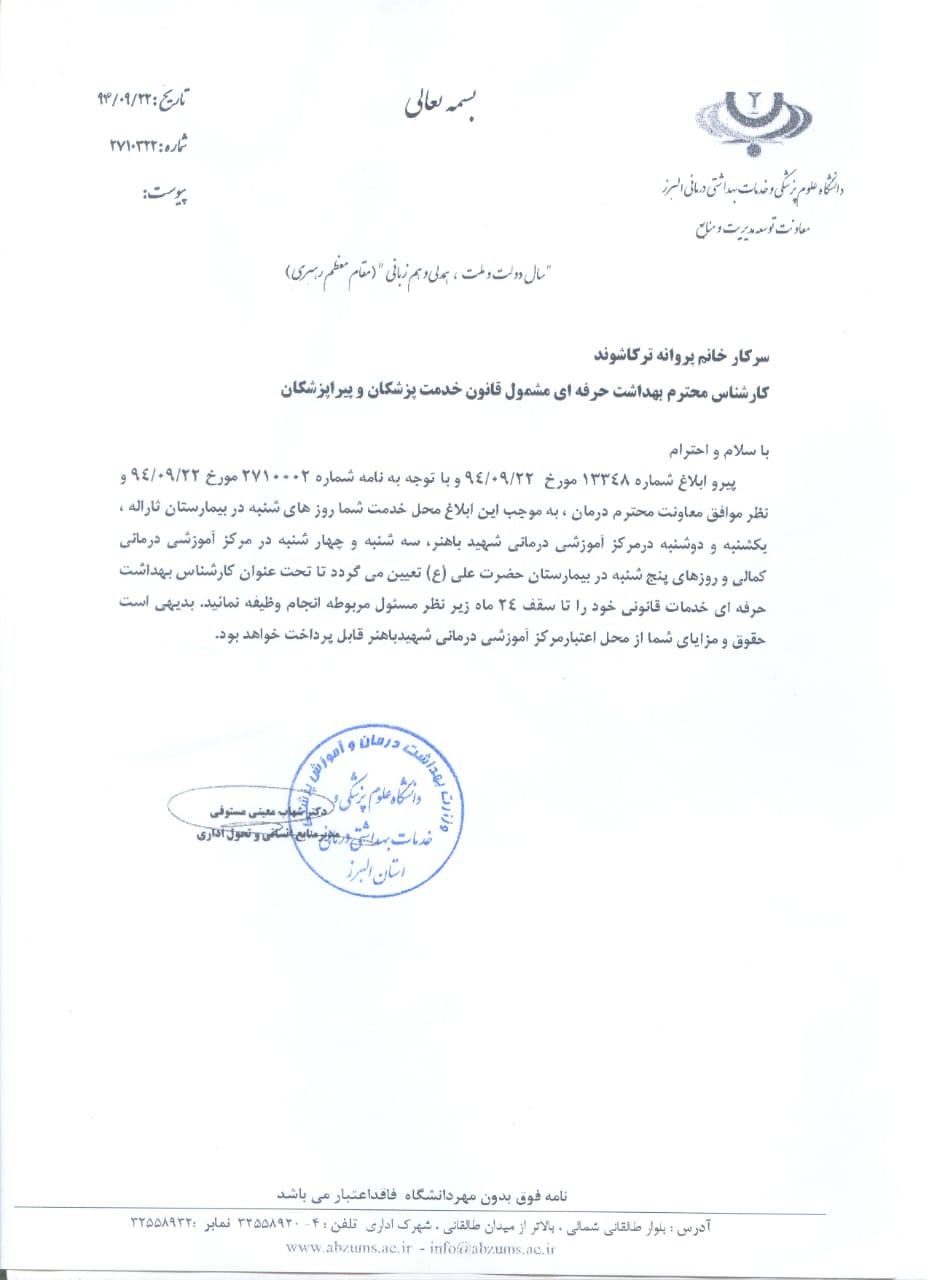 بسمه تعالی
تاریخ: ۹۴/۰۹/۲۲
شماره: ۲۷۱۰۳۲۲
پیوست:
دانشگاه علوم پزشکی و خدمات بهداشتی درمانی البرز
معاونت توسعه مدیریت و منابع
"سال دولت و ملت ، همدلی و هم زبانی" (مقام معظم رهبری)
سرکار خانم پروانه ترکاشوند
کارشناس محترم بهداشت حرفه ای مشمول قانون خدمت پزشکان و پیراپزشکان
با سلام و احترام
پیرو ابلاغ شماره ۱۳۳٤۸ مورخ ۹٤/۰۹/۲۲ و با توجه به نامه شماره ۲۷۱۰۰۰۲ مورخ ۹٤/۰۹/۲۲ و
نظر موافق معاونت محترم درمان ، به موجب این ابلاغ محل خدمت شما روز های شنبه در بیمارستان ثاراله ،
یکشنبه و دوشنبه درمرکز آموزشی درمانی شهید باهنر، سه شنبه و چهار شنبه در مرکز آموزشی درمانی
کمالی و روزهای پنج شنبه در بیمارستان حضرت علی (ع) تعیین می گردد تا تحت عنوان کارشناس بهداشت
حرفه ای خدمات قانونی خود را تا سقف ۲٤ ماه زیر نظر مسئول مربوطه انجام وظیفه نمائید. بدیهی است
حقوق و مزایای شما از محل اعتبارمرکز آموزشی درمانی شهیدباهنر قابل پرداخت خواهد بود.
وزارت بهداشت درمان و آموزش پزشکی
دانشگاه علوم پزشکی و
خدمات بهداشتی درمانی
استان البرز
دکتر شهاب معینی مستوفی
مدیر منابع انسانی و تحول اداری
نامه فوق بدون مهردانشگاه فاقداعتبار می باشد
آدرس : بلوار طالقانی شمالی ، بالاتر از میدان طالقانی ، شهرک اداری تلفن : ۴- ۳۲۵۵۸۹۲۰ نمابر :۳۲۵۵۸۹۳۲
www.abzums.ac.ir - info@abzums.ac.ir